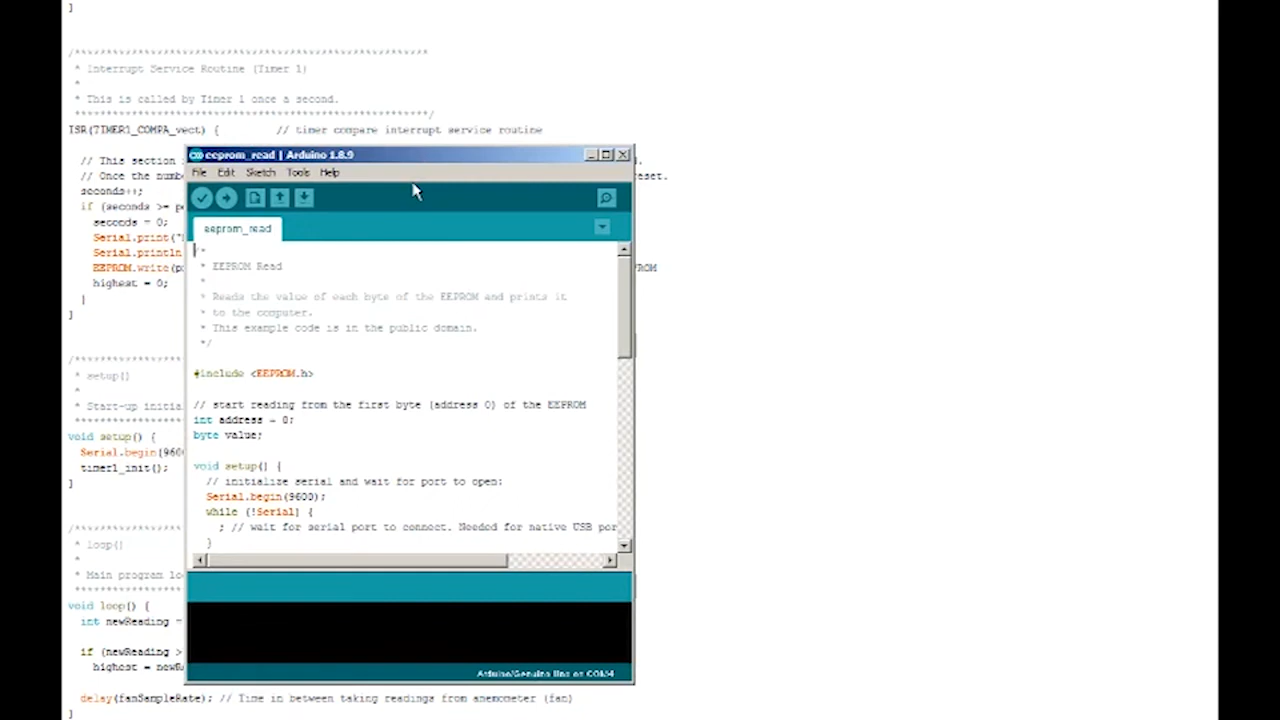 }
/********************************************************
 * Interrupt Service Routine (Timer 1)
 *
 * This is called by Timer 1 once a second.
 ********************************************************/
ISR(TIMER1_COMPA_vect) {         // timer compare interrupt service routine
// This section
// Once the numb reset.
seconds++;
if (seconds >= pe
seconds = 0;
Serial.print("
Serial.println
EEPROM.write(p ROM
highest = 0;
}
}
/******************
 * setup()
 *
 * Start-up initia
 ******************
void setup() {
Serial.begin(960
timer1_init();
}
/******************
 * loop()
 *
 * Main program lo
 ******************
void loop() {
int newReading =
if (newReading >
highest = newR
delay(fanSampleRate); // Time in between taking readings from anemometer (fan)
}
eeprom_read | Arduino 1.8.9
File Edit Sketch Tools Help
eeprom_read
/*
 * EEPROM Read
 *
 * Reads the value of each byte of the EEPROM and prints it
 * to the computer.
 * This example code is in the public domain.
 */
#include <EEPROM.h>
// start reading from the first byte (address 0) of the EEPROM
int address = 0;
byte value;
void setup() {
// initialize serial and wait for port to open:
Serial.begin(9600);
while (!Serial) {
; // wait for serial port to connect. Needed for native USB por
}
Arduino/Genuino Uno on COM4